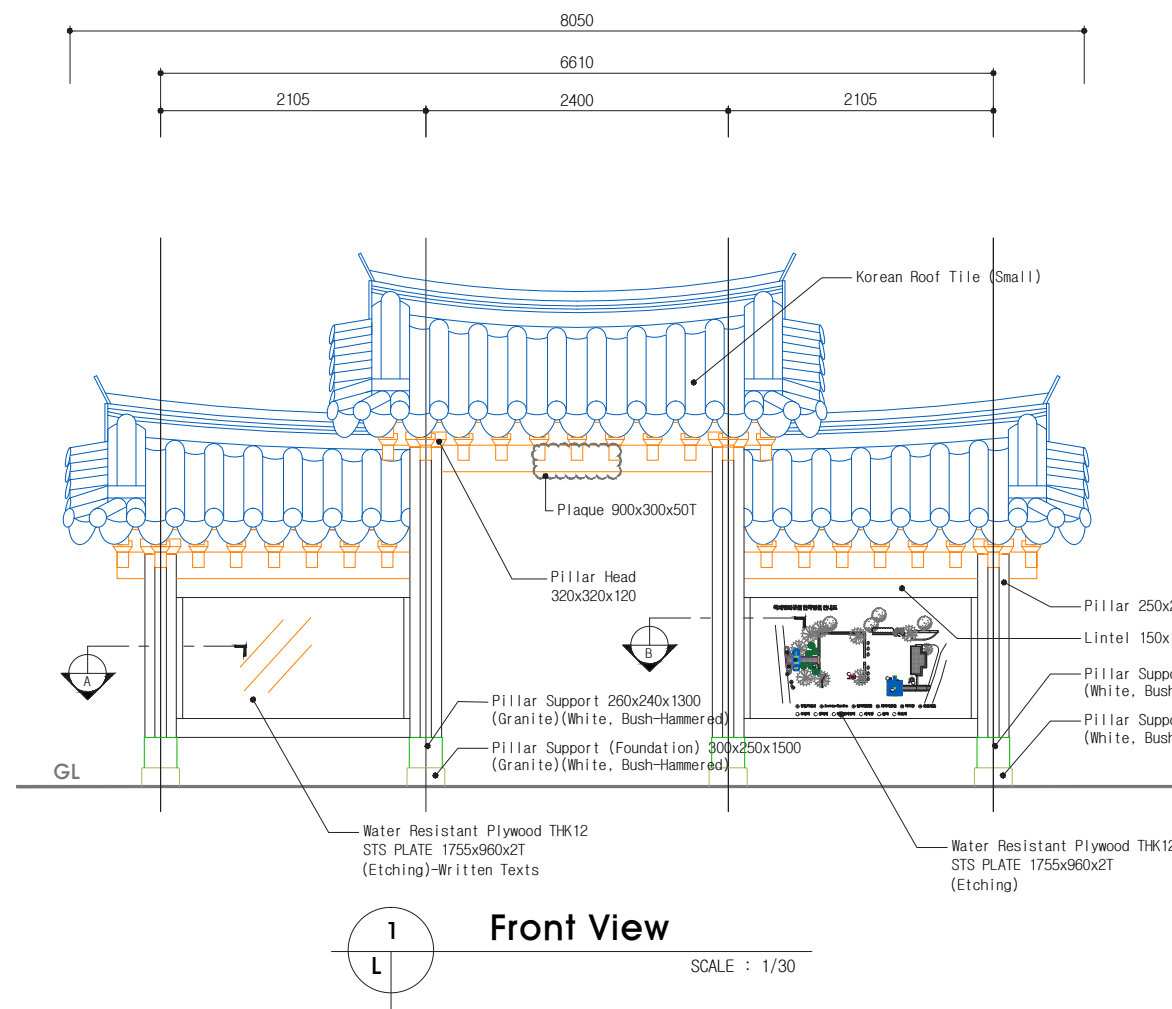 8050
6610
2105
2400
2105
Korean Roof Tile (Small)
Plaque 900x300x50T
Pillar Head
320x320x120
Pillar 250x2
Lintel 150x
A
B
Pillar Support 260x240x1300
(Granite)(White, Bush-Hammered)
Pillar Suppo
(White, Bush
Pillar Support (Foundation) 300x250x1500
(Granite)(White, Bush-Hammered)
Pillar Suppo
(White, Bush
GL
Water Resistant Plywood THK12
STS PLATE 1755x960x2T
(Etching)-Written Texts
Water Resistant Plywood THK12
STS PLATE 1755x960x2T
(Etching)
1
L
Front View
SCALE : 1/30